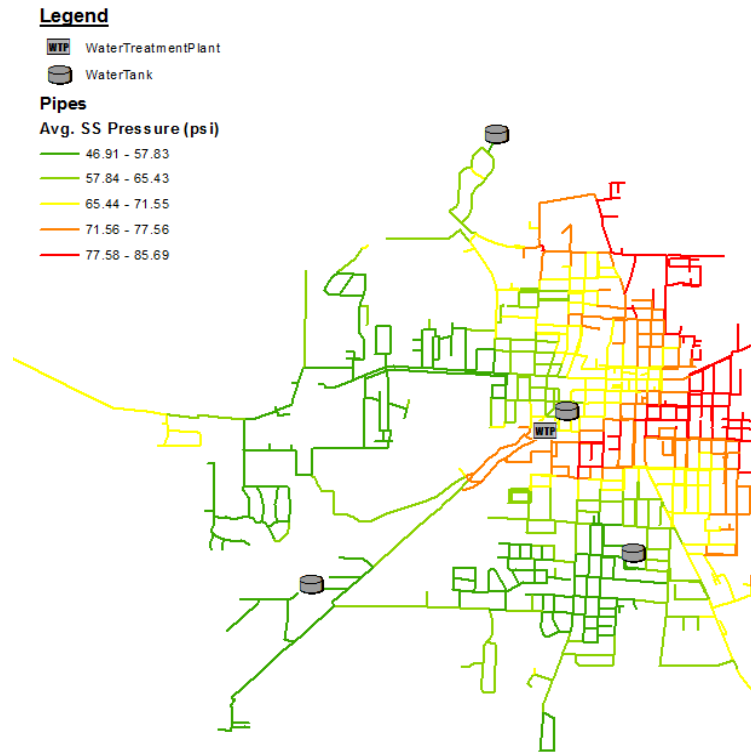 Legend
WTP WaterTreatmentPlant
WaterTank
Pipes
Avg. SS Pressure (psi)
46.91 - 57.83
57.84 - 65.43
65.44 - 71.55
71.56 - 77.56
77.58 - 85.69
WTP